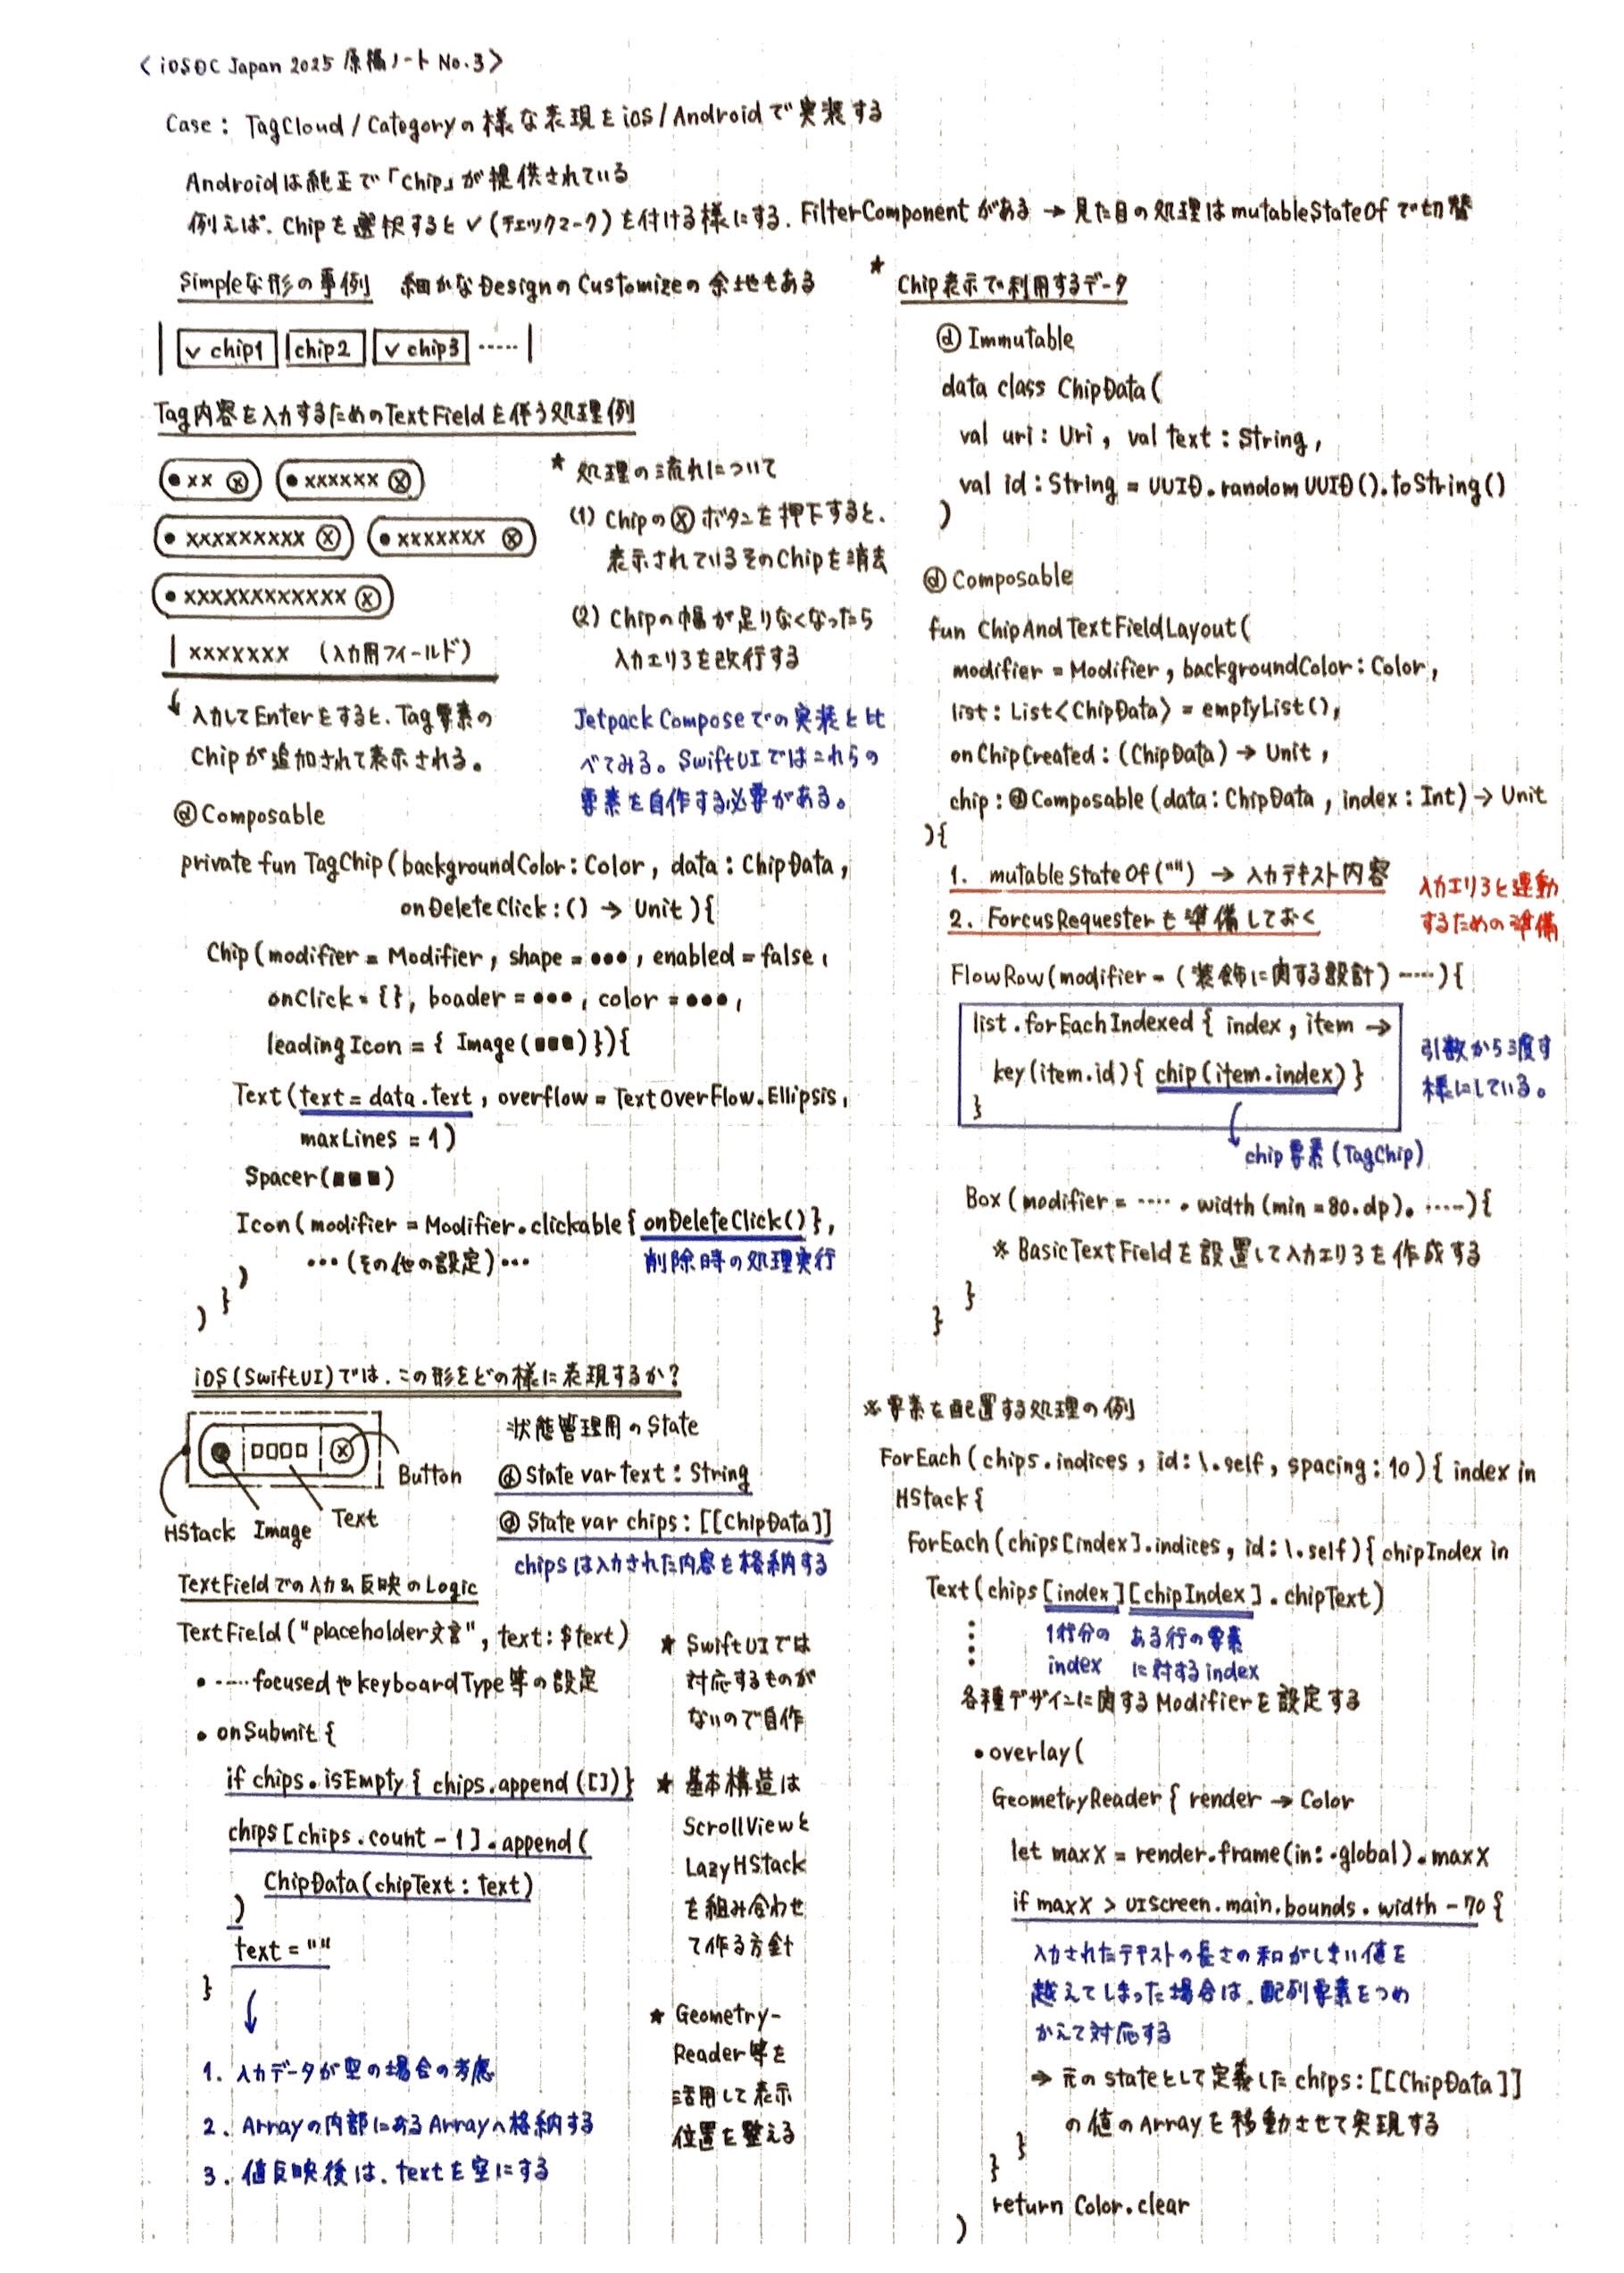 <iOSDC Japan 2025 原稿ノート No.3>
Case: TagCloud/Categoryの様な表現をiOS/Androidで実装する
Androidは純正で「Chip」が提供されている
例えば、Chipを選択すると✓(チェックマーク)を付ける様にする、FilterComponentがある → 見た目の処理はmutableStateOfで切替
Simpleな形の事例 細かなDesignのCustomizeの余地もある
✓ chip1 chip2 ✓ chip3 ‥‥‥
Tag内容を入力するためのTextFieldを伴う処理例
● xx ⓧ ● xxxxxx ⓧ
● xxxxxxxxx ⓧ ● xxxxxxx ⓧ
● xxxxxxxxxxxx ⓧ
| xxxxxxx (入力用フィールド)
↓ 入力してEnterをすると、Tag要素の
Chipが追加されて表示される。
★ 処理の流れについて
(1) Chipのⓧボタンを押下すると、
表示されているそのChipを消去
(2) Chipの幅が足りなくなったら
入力エリアを改行する
Jetpack Composeでの実装と比
べてみる。SwiftUIではこれらの
要素を自作する必要がある。
@Composable
private fun TagChip(backgroundColor: Color, data: ChipData,
onDeleteClick: () → Unit){
Chip(modifier = Modifier, shape = ●●●, enabled = false,
onClick = {}, boader = ●●●, color = ●●●,
leadingIcon = { Image(■■■)}){
Text(text = data.text, overflow = TextOverFlow.Ellipsis,
maxLines = 1)
Spacer(■■■)
Icon(modifier = Modifier.clickable{onDeleteClick()},
•••(その他の設定)••• 削除時の処理実行
)
}
)
★ Chip表示で利用するデータ
@Immutable
data class ChipData(
val uri: Uri, val text: String,
val id: String = UUID.randomUUID().toString()
)
@Composable
fun ChipAndTextFieldLayout(
modifier = Modifier, backgroundColor: Color,
list: List<ChipData> = emptyList(),
onChipCreated: (ChipData) → Unit,
chip: @Composable (data: ChipData, index: Int) → Unit
){
1. mutableStateOf("") → 入力テキスト内容
2. ForcusRequesterも準備しておく
入力エリアと連動
するための準備
FlowRow(modifier = (装飾に関する設計)‥‥){
list.forEachIndexed { index, item →
key(item.id){ chip(item.index)}
}
引数から渡す
様にしている。
chip要素(TagChip)
Box(modifier = ‥‥.width(min = 80.dp).‥‥){
※ BasicTextFieldを設置して入力エリアを作成する
}
}
iOS(SwiftUI)では、この形をどの様に表現するか?
● □□□□ ⓧ
Button
HStack Image Text
状態管理用のState
@State var text: String
@State var chips: [[ChipData]]
chipsは入力された内容を格納する
TextFieldでの入力&反映のLogic
TextField("placeholder文言", text: $text)
• ‥‥focusedやkeyboardType等の設定
• onSubmit {
if chips.isEmpty { chips.append([])}
chips[chips.count - 1].append(
ChipData(chipText: text)
)
text = ""
}
↓
1. 入力データが空の場合の考慮
2. Arrayの内部にあるArrayへ格納する
3. 値反映後は、textを空にする
★ SwiftUIでは
対応するものが
ないので自作
★ 基本構造は
ScrollViewと
LazyHStack
を組み合わせ
て作る方針
★ Geometry-
Reader等を
活用して表示
位置を整える
※ 要素を配置する処理の例
ForEach(chips.indices, id: \.self, spacing: 10){ index in
HStack {
ForEach(chips[index].indices, id: \.self){ chipIndex in
Text(chips[index][chipIndex].chipText)
1行分の ある行の要素
index に対するindex
各種デザインに関するModifierを設定する
•overlay(
GeometryReader { render → Color
let maxX = render.frame(in: .global).maxX
if maxX > UIScreen.main.bounds.width - 70 {
入力されたテキストの長さの和がしきい値を
越えてしまった場合は、配列要素をつめ
かえて対応する
→ 元のstateとして定義したchips: [[ChipData]]
の値のArrayを移動させて実現する
}
}
return Color.clear
)